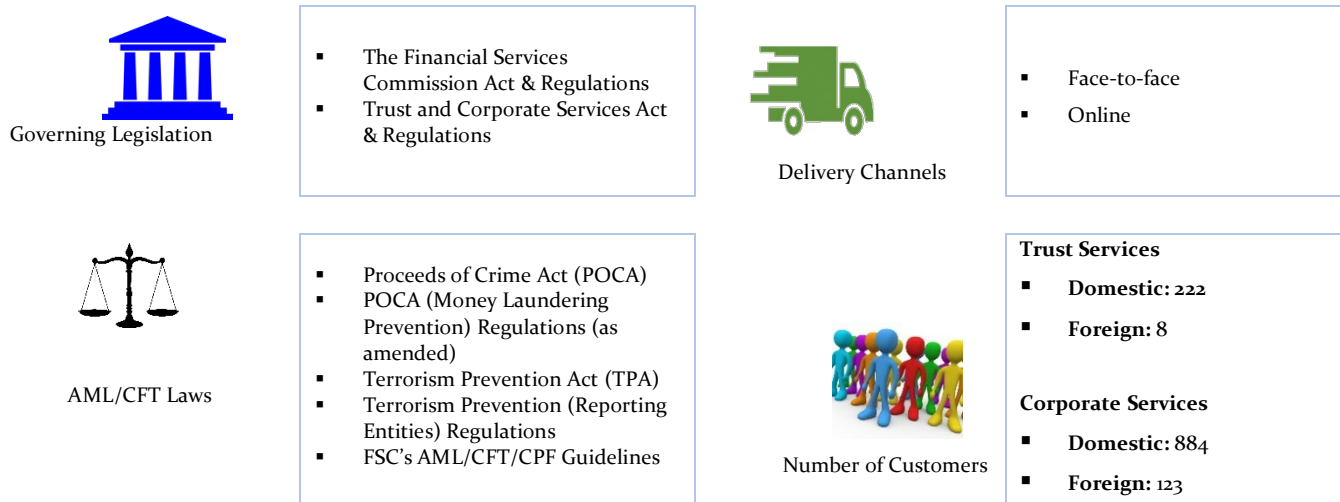 Governing Legislation
▪ The Financial Services
Commission Act & Regulations
▪ Trust and Corporate Services Act
& Regulations
Delivery Channels
▪ Face-to-face
▪ Online
AML/CFT Laws
▪ Proceeds of Crime Act (POCA)
▪ POCA (Money Laundering
Prevention) Regulations (as
amended)
▪ Terrorism Prevention Act (TPA)
▪ Terrorism Prevention (Reporting
Entities) Regulations
▪ FSC's AML/CFT/CPF Guidelines
Number of Customers
Trust Services
▪ Domestic: 222
▪ Foreign: 8
Corporate Services
▪ Domestic: 884
▪ Foreign: 123